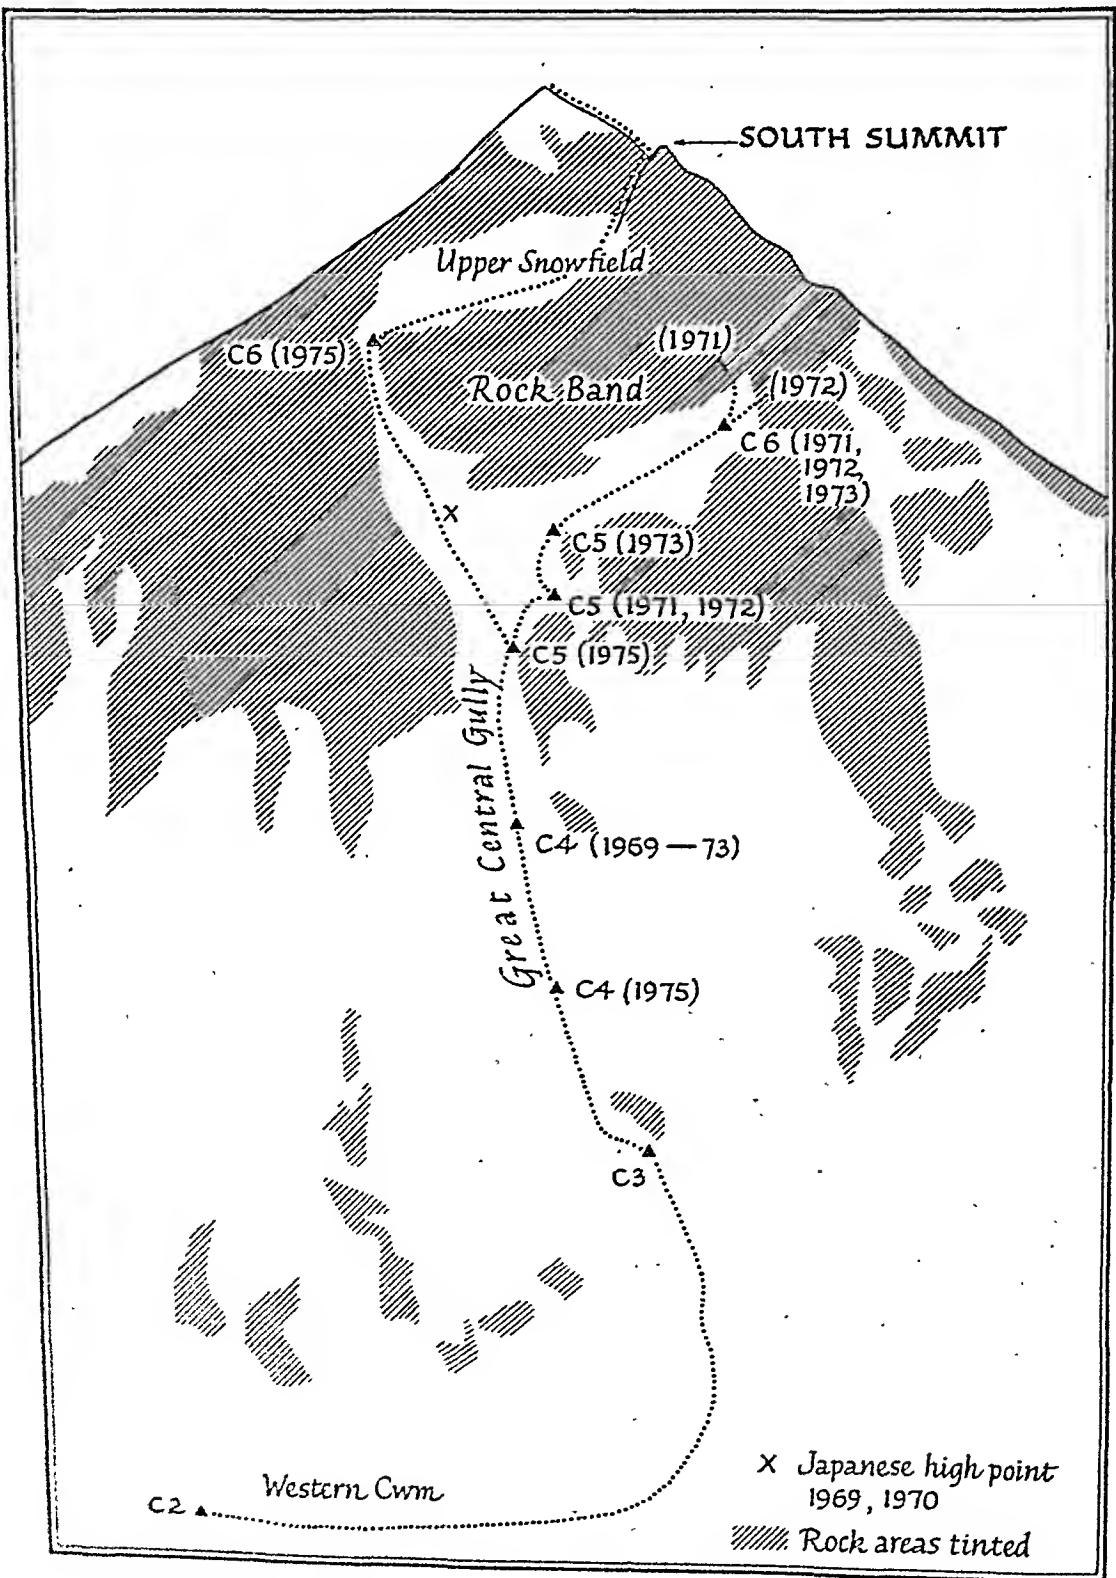 SOUTH SUMMIT
Upper Snowfield
C6 (1975)
(1971)
Rock Band
(1972)
C6 (1971,
1972,
1973)
X
C5 (1973)
C5 (1971, 1972)
C5 (1975)
Great Central Gully
C4 (1969 — 73)
C4 (1975)
C3
Western Cwm
C2
X Japanese high point
1969, 1970
Rock areas tinted